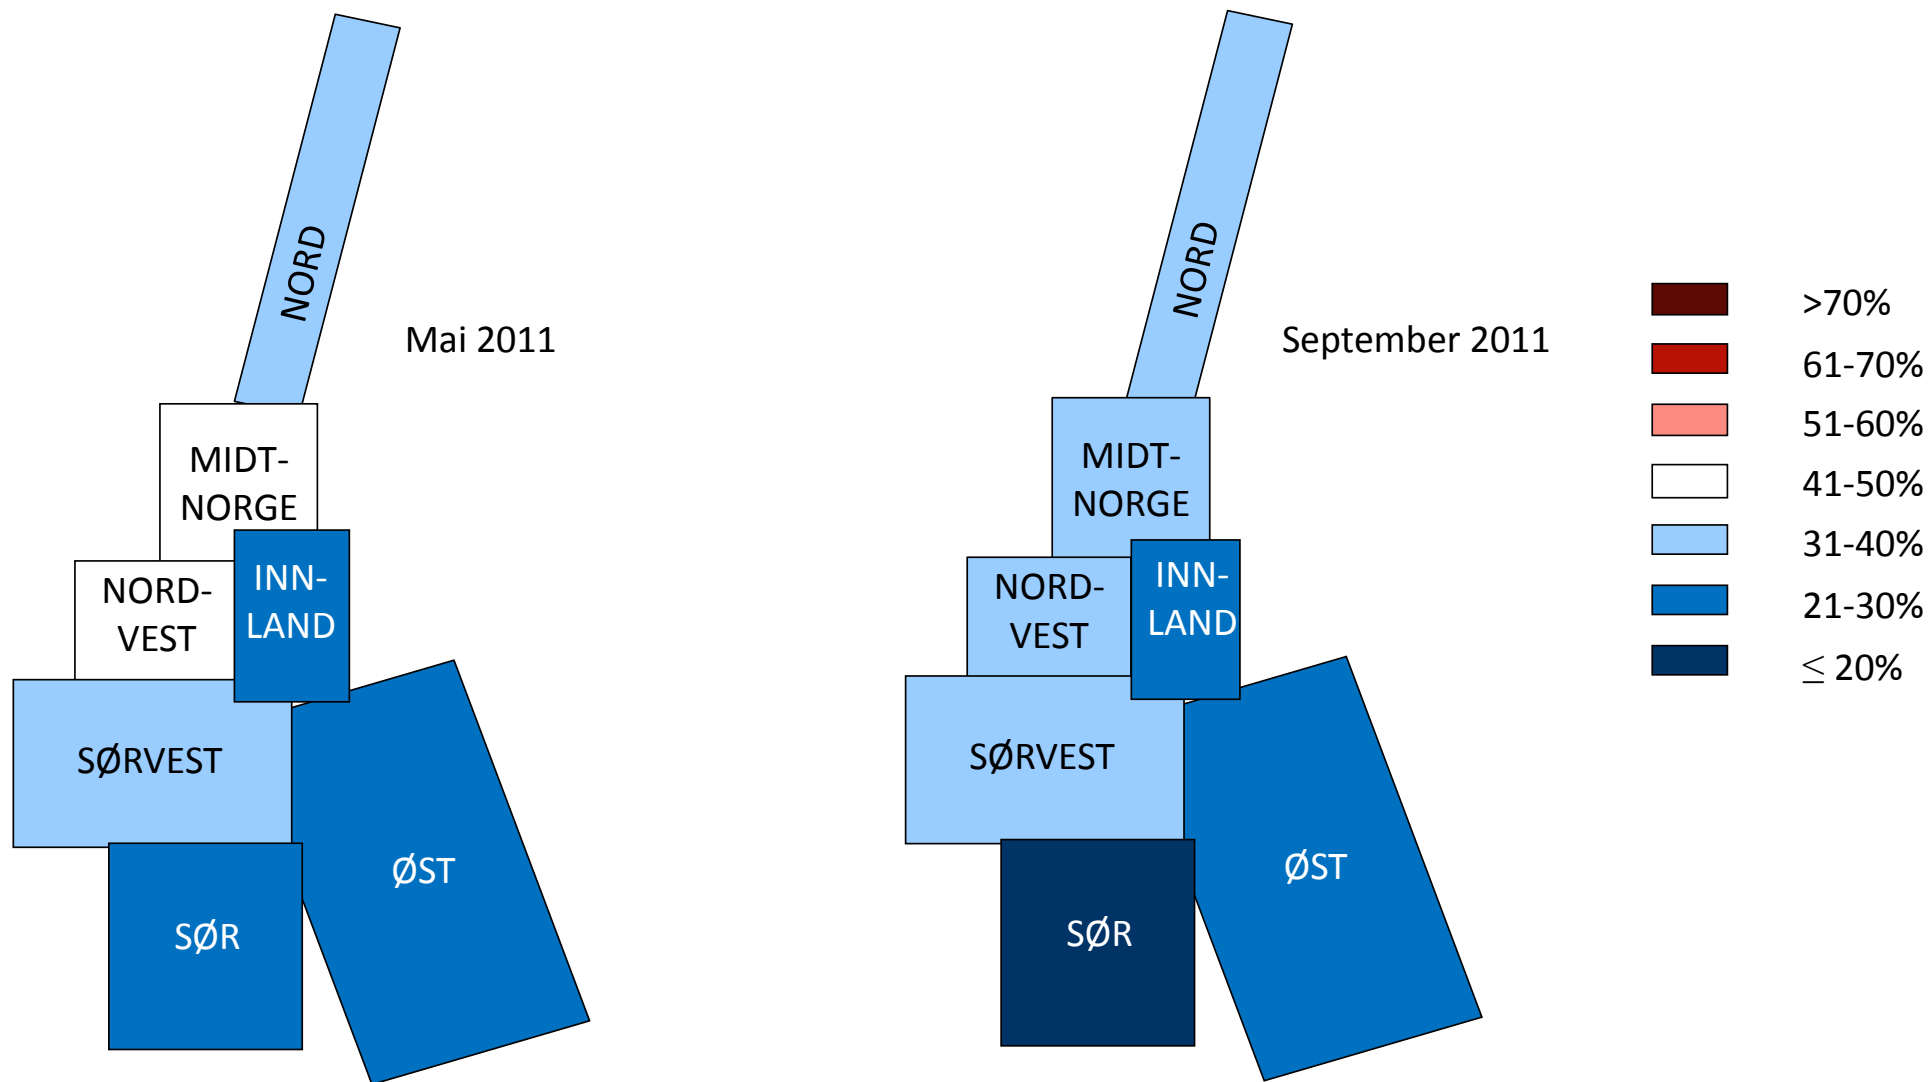 NORD
Mai 2011
MIDT-
NORGE
INN-
LAND
NORD-
VEST
SØRVEST
ØST
SØR
NORD
September 2011
MIDT-
NORGE
INN-
LAND
NORD-
VEST
SØRVEST
ØST
SØR
>70%
61-70%
51-60%
41-50%
31-40%
21-30%
≤ 20%